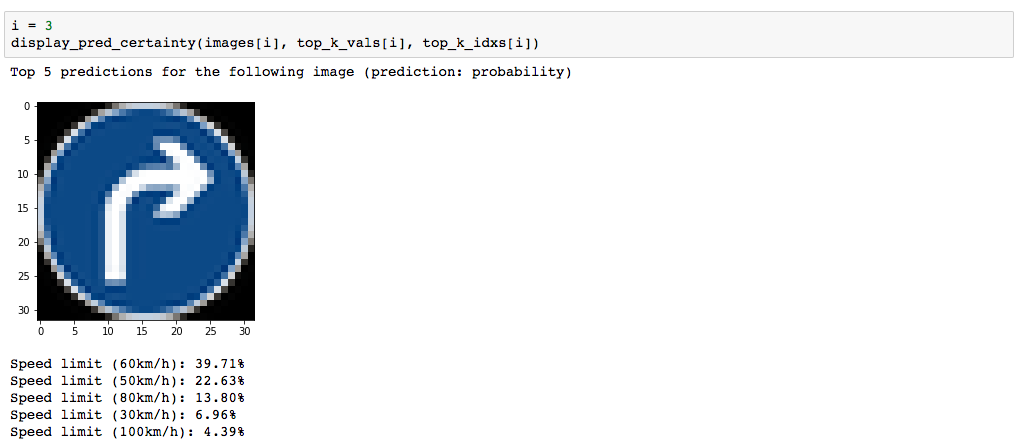 i = 3
display_pred_certainty(images[i], top_k_vals[i], top_k_idxs[i])
Top 5 predictions for the following image (prediction: probability)
0
5
10
15
20
25
30
0 5 10 15 20 25 30
Speed limit (60km/h): 39.71%
Speed limit (50km/h): 22.63%
Speed limit (80km/h): 13.80%
Speed limit (30km/h): 6.96%
Speed limit (100km/h): 4.39%